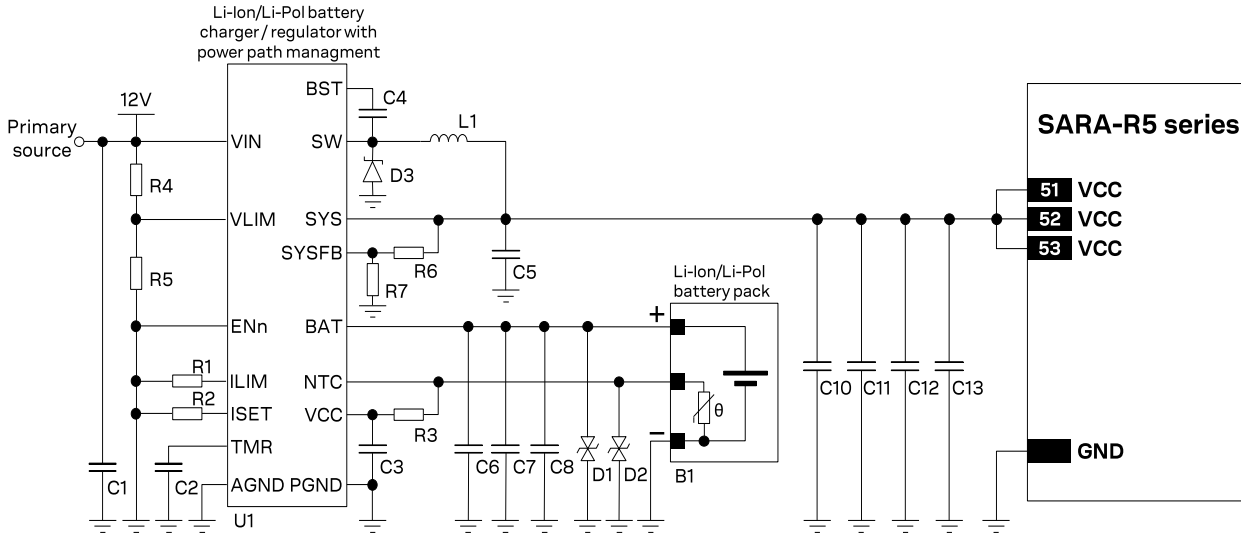 Li-Ion/Li-Pol battery
charger / regulator with
power path managment
12V
Primary
source
VIN
VLIM
ENn
ILIM
ISET
TMR
AGND
BST
SW
SYS
SYSFB
BAT
NTC
VCC
PGND
U1
R4
R5
R1
R2
C1
C2
C4
L1
D3
R6
R7
C5
R3
C3
C6
C7
C8
D1
D2
Li-Ion/Li-Pol
battery pack
+
θ
−
B1
C10
C11
C12
C13
SARA-R5 series
51 VCC
52 VCC
53 VCC
GND